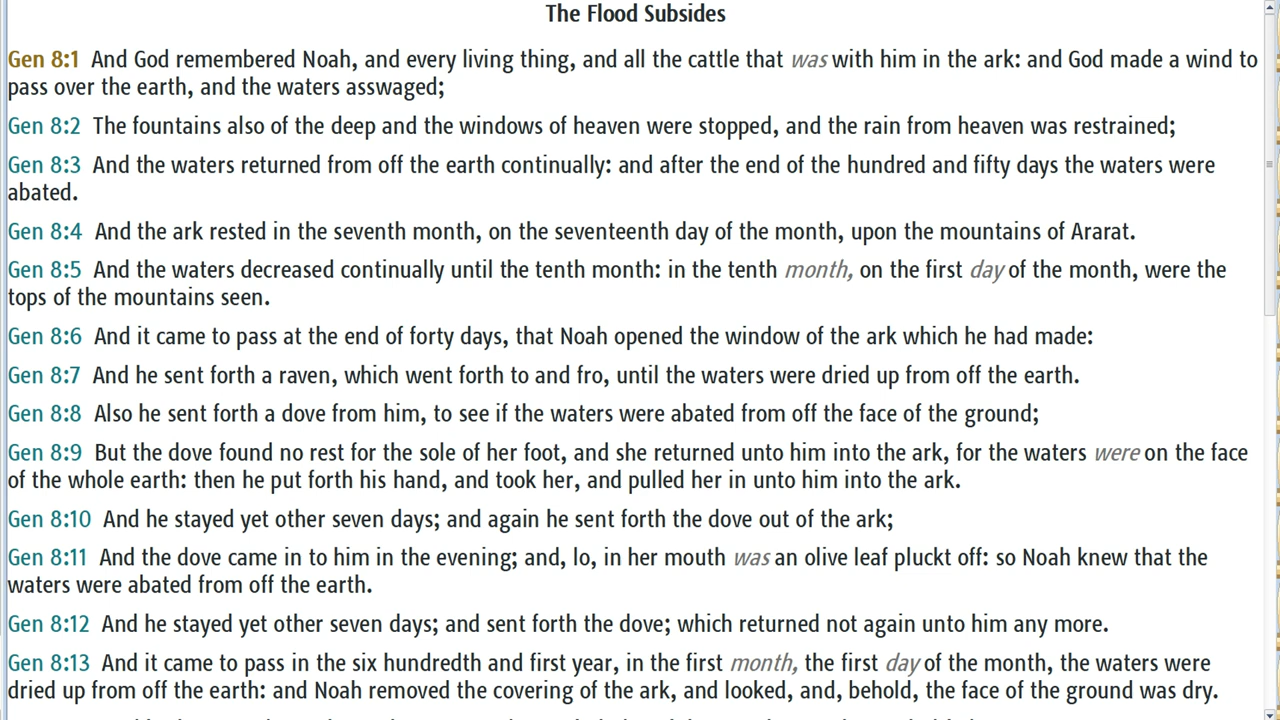 The Flood Subsides
Gen 8:1 And God remembered Noah, and every living thing, and all the cattle that was with him in the ark: and God made a wind to
pass over the earth, and the waters asswaged;
Gen 8:2 The fountains also of the deep and the windows of heaven were stopped, and the rain from heaven was restrained;
Gen 8:3 And the waters returned from off the earth continually: and after the end of the hundred and fifty days the waters were
abated.
Gen 8:4 And the ark rested in the seventh month, on the seventeenth day of the month, upon the mountains of Ararat.
Gen 8:5 And the waters decreased continually until the tenth month: in the tenth month, on the first day of the month, were the
tops of the mountains seen.
Gen 8:6 And it came to pass at the end of forty days, that Noah opened the window of the ark which he had made:
Gen 8:7 And he sent forth a raven, which went forth to and fro, until the waters were dried up from off the earth.
Gen 8:8 Also he sent forth a dove from him, to see if the waters were abated from off the face of the ground;
Gen 8:9 But the dove found no rest for the sole of her foot, and she returned unto him into the ark, for the waters were on the face
of the whole earth: then he put forth his hand, and took her, and pulled her in unto him into the ark.
Gen 8:10 And he stayed yet other seven days; and again he sent forth the dove out of the ark;
Gen 8:11 And the dove came in to him in the evening; and, lo, in her mouth was an olive leaf pluckt off: so Noah knew that the
waters were abated from off the earth.
Gen 8:12 And he stayed yet other seven days; and sent forth the dove; which returned not again unto him any more.
Gen 8:13 And it came to pass in the six hundredth and first year, in the first month, the first day of the month, the waters were
dried up from off the earth: and Noah removed the covering of the ark, and looked, and, behold, the face of the ground was dry.